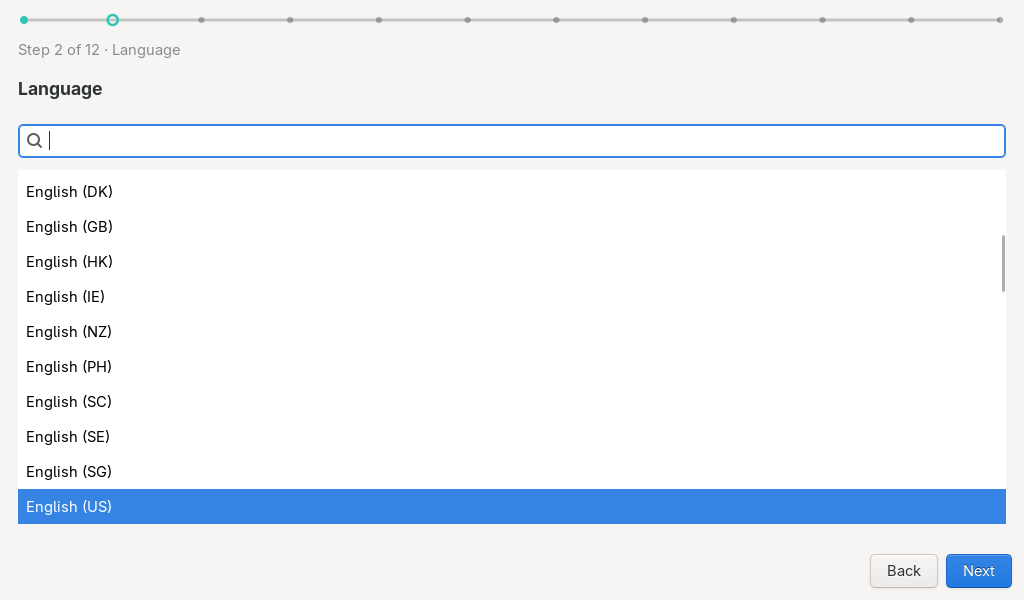 Step 2 of 12 · Language
Language
English (DK)
English (GB)
English (HK)
English (IE)
English (NZ)
English (PH)
English (SC)
English (SE)
English (SG)
English (US)
Back Next